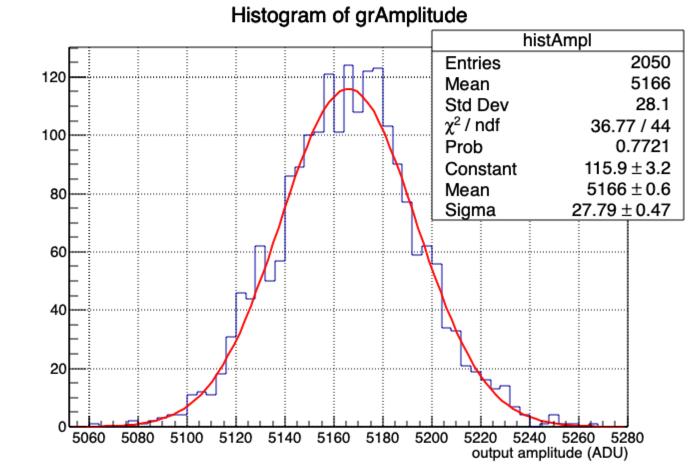 Histogram of grAmplitude
histAmpl
Entries 2050
Mean 5166
Std Dev 28.1
χ² / ndf 36.77 / 44
Prob 0.7721
Constant 115.9 ± 3.2
Mean 5166 ± 0.6
Sigma 27.79 ± 0.47
120
100
80
60
40
20
0
5060 5080 5100 5120 5140 5160 5180 5200 5220 5240 5260 5280
output amplitude (ADU)